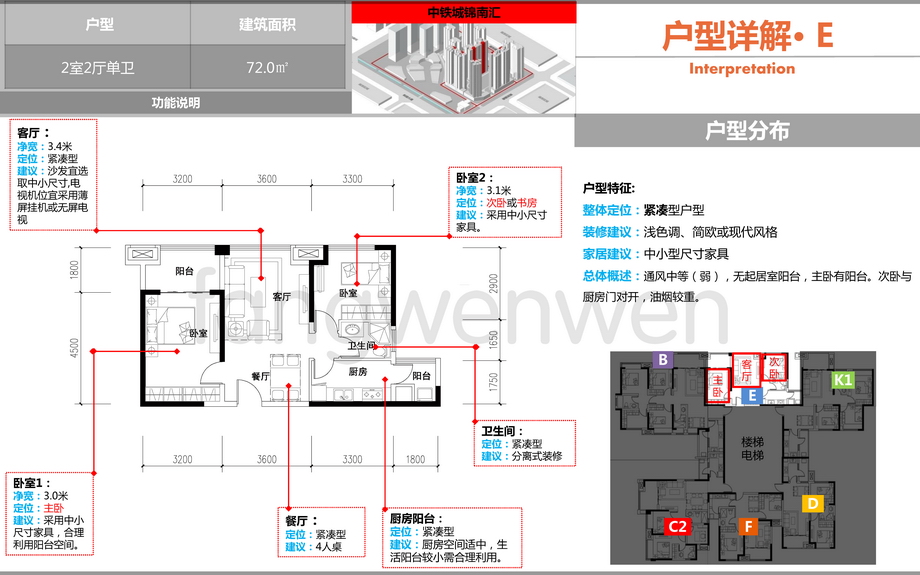 户型
建筑面积
2室2厅单卫
72.0㎡
功能说明
中铁城锦南汇
户型详解• E
Interpretation
户型分布
客厅：
净宽：3.4米
定位：紧凑型
建议：沙发宜选
取中小尺寸,电
视机位宜采用薄
屏挂机或无屏电
视
卧室2：
净宽：3.1米
定位：次卧或书房
建议：采用中小尺寸
家具。
3200
3600
3300
1800
4500
2900
1650
1750
阳台
客厅
卧室
卧室
卫生间
厨房
餐厅
阳台
3200
3600
3300
1800
fangwenwen
卫生间：
定位：紧凑型
建议：分离式装修
卧室1：
净宽：3.0米
定位：主卧
建议：采用中小
尺寸家具，合理
利用阳台空间。
餐厅：
定位：紧凑型
建议：4人桌
厨房阳台：
定位：紧凑型
建议：厨房空间适中，生
活阳台较小需合理利用。
户型特征:
整体定位：紧凑型户型
装修建议：浅色调、简欧或现代风格
家居建议：中小型尺寸家具
总体概述：通风中等（弱），无起居室阳台，主卧有阳台。次卧与
厨房门对开，油烟较重。
B
主卧
客厅
次卧
E
K1
楼梯
电梯
C2
F
D